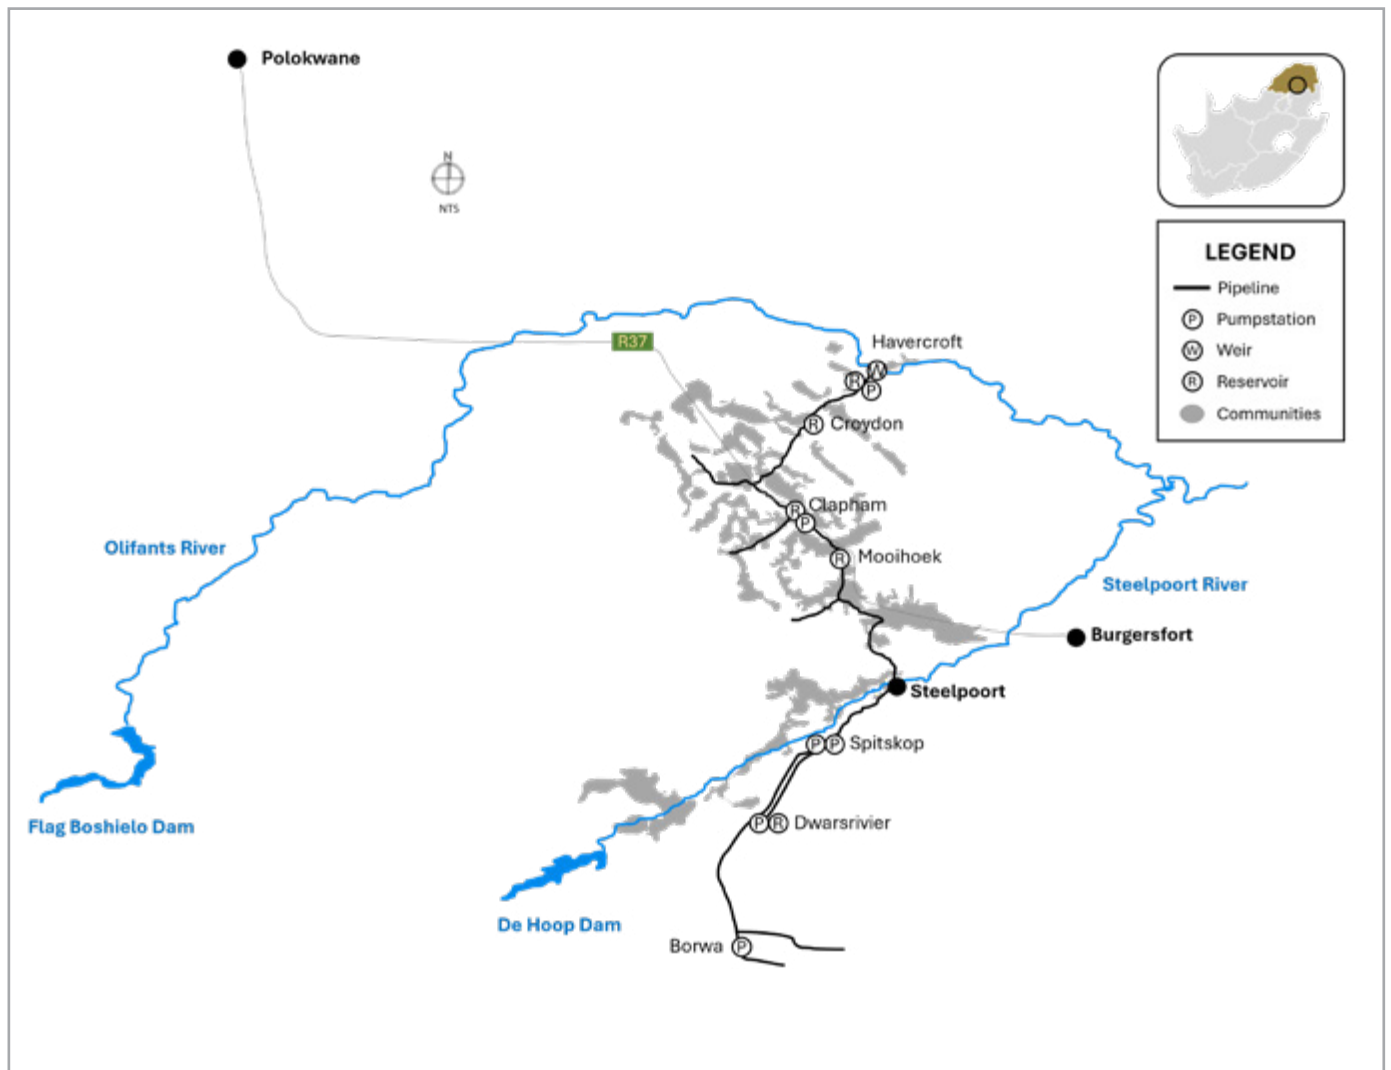 Polokwane
N
NTS
LEGEND
Pipeline
P Pumpstation
W Weir
R Reservoir
Communities
R37
Havercroft
W
R
P
R Croydon
R Clapham
P
R Mooihoek
Olifants River
Steelpoort River
Burgersfort
Steelpoort
P P Spitskop
P R Dwarsrivier
Flag Boshielo Dam
De Hoop Dam
Borwa P